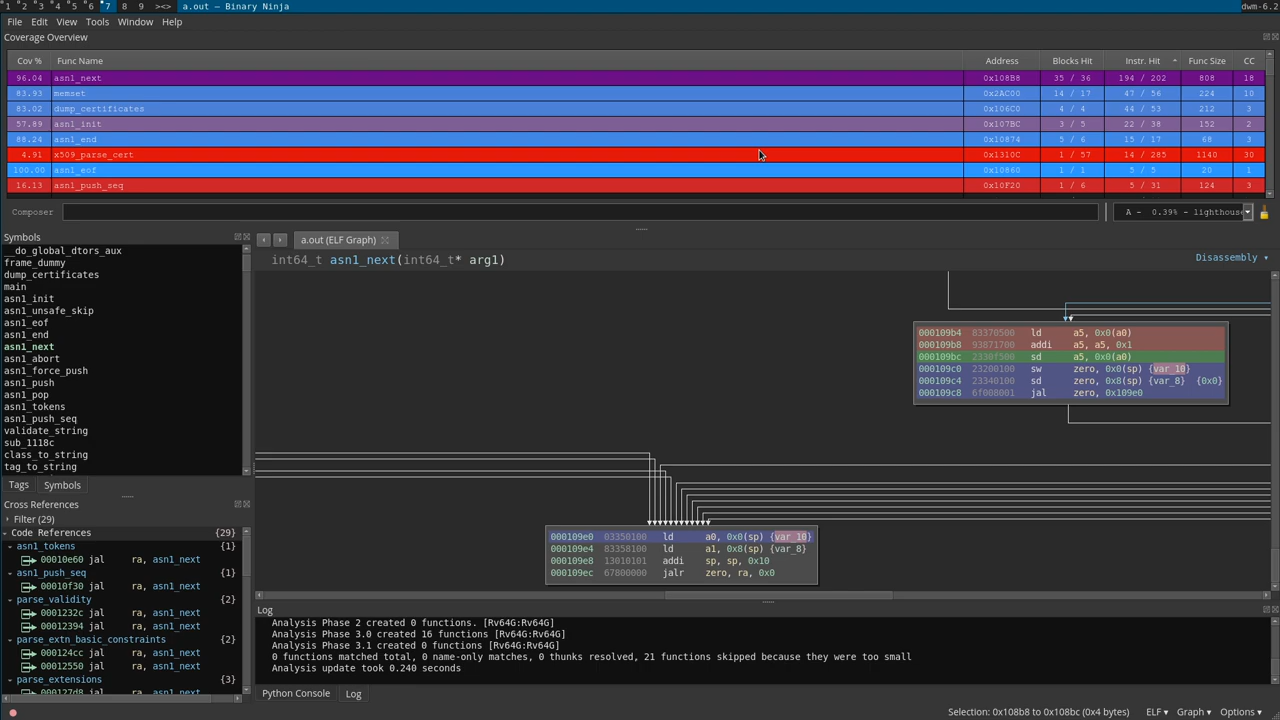 1 2 3 4 5 6 7 8 9 ><> a.out – Binary Ninja dwm-6.2
File Edit View Tools Window Help
Coverage Overview
Cov % Func Name Address Blocks Hit Instr. Hit Func Size CC
96.04 asn1_next 0x108B8 35 / 36 194 / 202 808 18
83.93 memset 0x2AC00 14 / 17 47 / 56 224 10
83.02 dump_certificates 0x106C0 4 / 4 44 / 53 212 3
57.89 asn1_init 0x107BC 3 / 5 22 / 38 152 2
88.24 asn1_end 0x10874 5 / 6 15 / 17 68 3
4.91 x509_parse_cert 0x1310C 1 / 57 14 / 285 1140 30
100.00 asn1_eof 0x10860 1 / 1 5 / 5 20 1
16.13 asn1_push_seq 0x10F20 1 / 6 5 / 31 124 3
Composer A - 0.39% - lighthouse
Symbols
__do_global_dtors_aux
frame_dummy
dump_certificates
main
asn1_init
asn1_unsafe_skip
asn1_eof
asn1_end
asn1_next
asn1_abort
asn1_force_push
asn1_push
asn1_pop
asn1_tokens
asn1_push_seq
validate_string
sub_1118c
class_to_string
tag_to_string
Tags Symbols
Cross References
Filter (29)
Code References {29}
asn1_tokens {1}
00010e60 jal ra, asn1_next
asn1_push_seq {1}
00010f30 jal ra, asn1_next
parse_validity {2}
0001232c jal ra, asn1_next
00012394 jal ra, asn1_next
parse_extn_basic_constraints {2}
000124cc jal ra, asn1_next
00012550 jal ra, asn1_next
parse_extensions {3}
000127d8 jal ra, asn1_next
a.out (ELF Graph)
int64_t asn1_next(int64_t* arg1) Disassembly
000109b4 83370500 ld a5, 0x0(a0)
000109b8 93871700 addi a5, a5, 0x1
000109bc 2330f500 sd a5, 0x0(a0)
000109c0 23200100 sw zero, 0x0(sp) {var_10}
000109c4 23340100 sd zero, 0x8(sp) {var_8} {0x0}
000109c8 6f008001 jal zero, 0x109e0
000109e0 03350100 ld a0, 0x0(sp) {var_10}
000109e4 83358100 ld a1, 0x8(sp) {var_8}
000109e8 13010101 addi sp, sp, 0x10
000109ec 67800000 jalr zero, ra, 0x0
Log
Analysis Phase 2 created 0 functions. [Rv64G:Rv64G]
Analysis Phase 3.0 created 16 functions [Rv64G:Rv64G]
Analysis Phase 3.1 created 0 functions [Rv64G:Rv64G]
0 functions matched total, 0 name-only matches, 0 thunks resolved, 21 functions skipped because they were too small
Analysis update took 0.240 seconds
Python Console Log
Selection: 0x108b8 to 0x108bc (0x4 bytes) ELF Graph Options